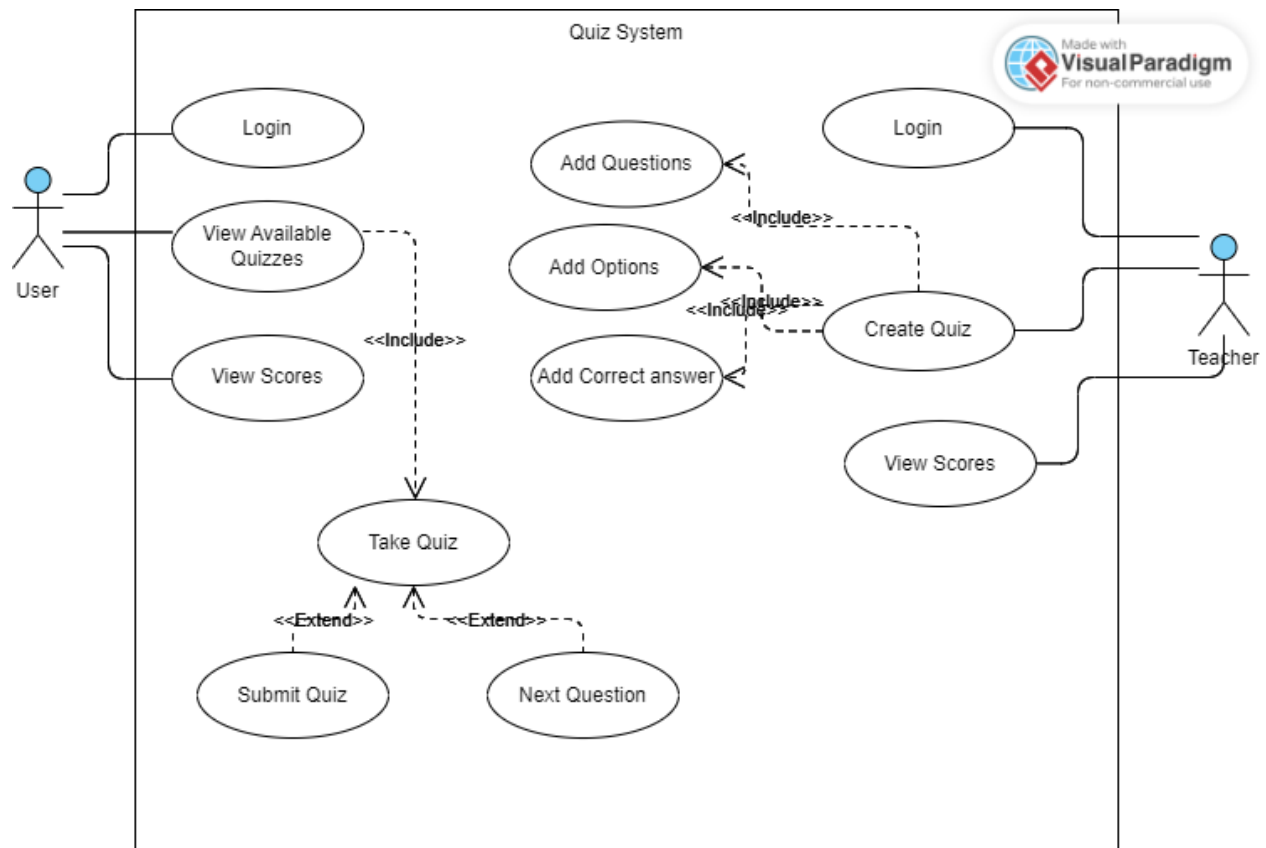 Quiz System
Made with
VisualParadigm
For non-commercial use
Login
Login
Add Questions
<<Include>>
View Available
Quizzes
User
Add Options
<<Include>>
<<Include>>
Create Quiz
Teacher
<<Include>>
View Scores
Add Correct answer
View Scores
Take Quiz
<<Extend>>
<<Extend>>
Submit Quiz
Next Question